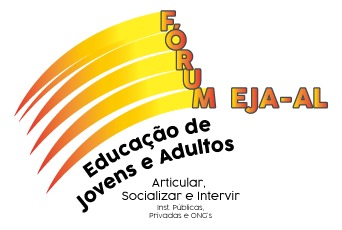 FÓRUM EJA-AL
Educação de
Jovens e Adultos
Articular,
Socializar e Intervir
Inst. Públicas,
Privadas e ONG's